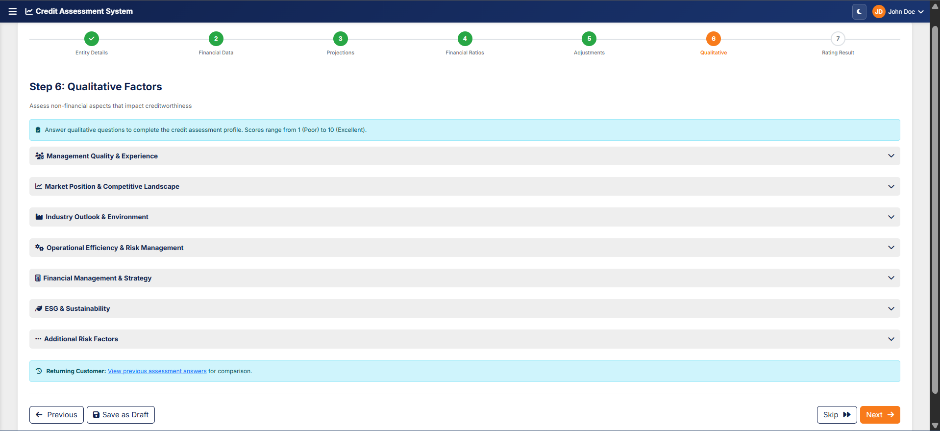 Credit Assessment System
JD John Doe
2 3 4 5 6 7
Entity Details Financial Data Projections Financial Ratios Adjustments Qualitative Rating Result
Step 6: Qualitative Factors
Assess non-financial aspects that impact creditworthiness
Answer qualitative questions to complete the credit assessment profile. Scores range from 1 (Poor) to 10 (Excellent).
Management Quality & Experience
Market Position & Competitive Landscape
Industry Outlook & Environment
Operational Efficiency & Risk Management
Financial Management & Strategy
ESG & Sustainability
Additional Risk Factors
Returning Customer: View previous assessment answers for comparison.
Previous Save as Draft Skip Next